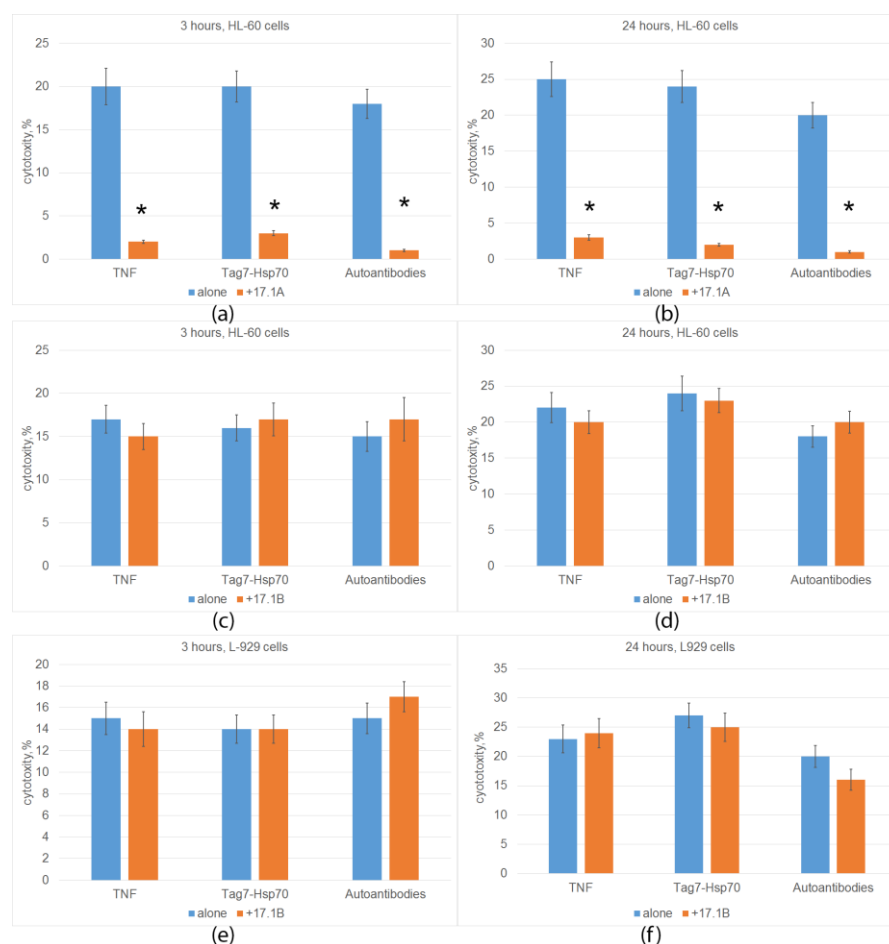 3 hours, HL-60 cells
cytotoxity,%
25
20
15
10
5
0
*
*
*
TNF
Tag7-Hsp70
Autoantibodies
alone +17.1A
(a)
24 hours, HL-60 cells
cytotoxity,%
30
25
20
15
10
5
0
*
*
*
TNF
Tag7-Hsp70
Autoantibodies
alone +17.1A
(b)
3 hours, HL-60 cells
cytotoxity,%
25
20
15
10
5
0
TNF
Tag7-Hsp70
Autoantibodies
alone +17.1B
(c)
24 hours, HL-60 cells
cytotoxity,%
30
25
20
15
10
5
0
TNF
Tag7-Hsp70
Autoantibodies
alone +17.1B
(d)
3 hours, L-929 cells
cytotoxity,%
20
18
16
14
12
10
8
6
4
2
0
TNF
Tag7-Hsp70
Autoantibodies
alone +17.1B
(e)
24 hours, L929 cells
cyototoxity,%
35
30
25
20
15
10
5
0
TNF
Tag7-Hsp70
Autoantibodies
alone +17.1B
(f)